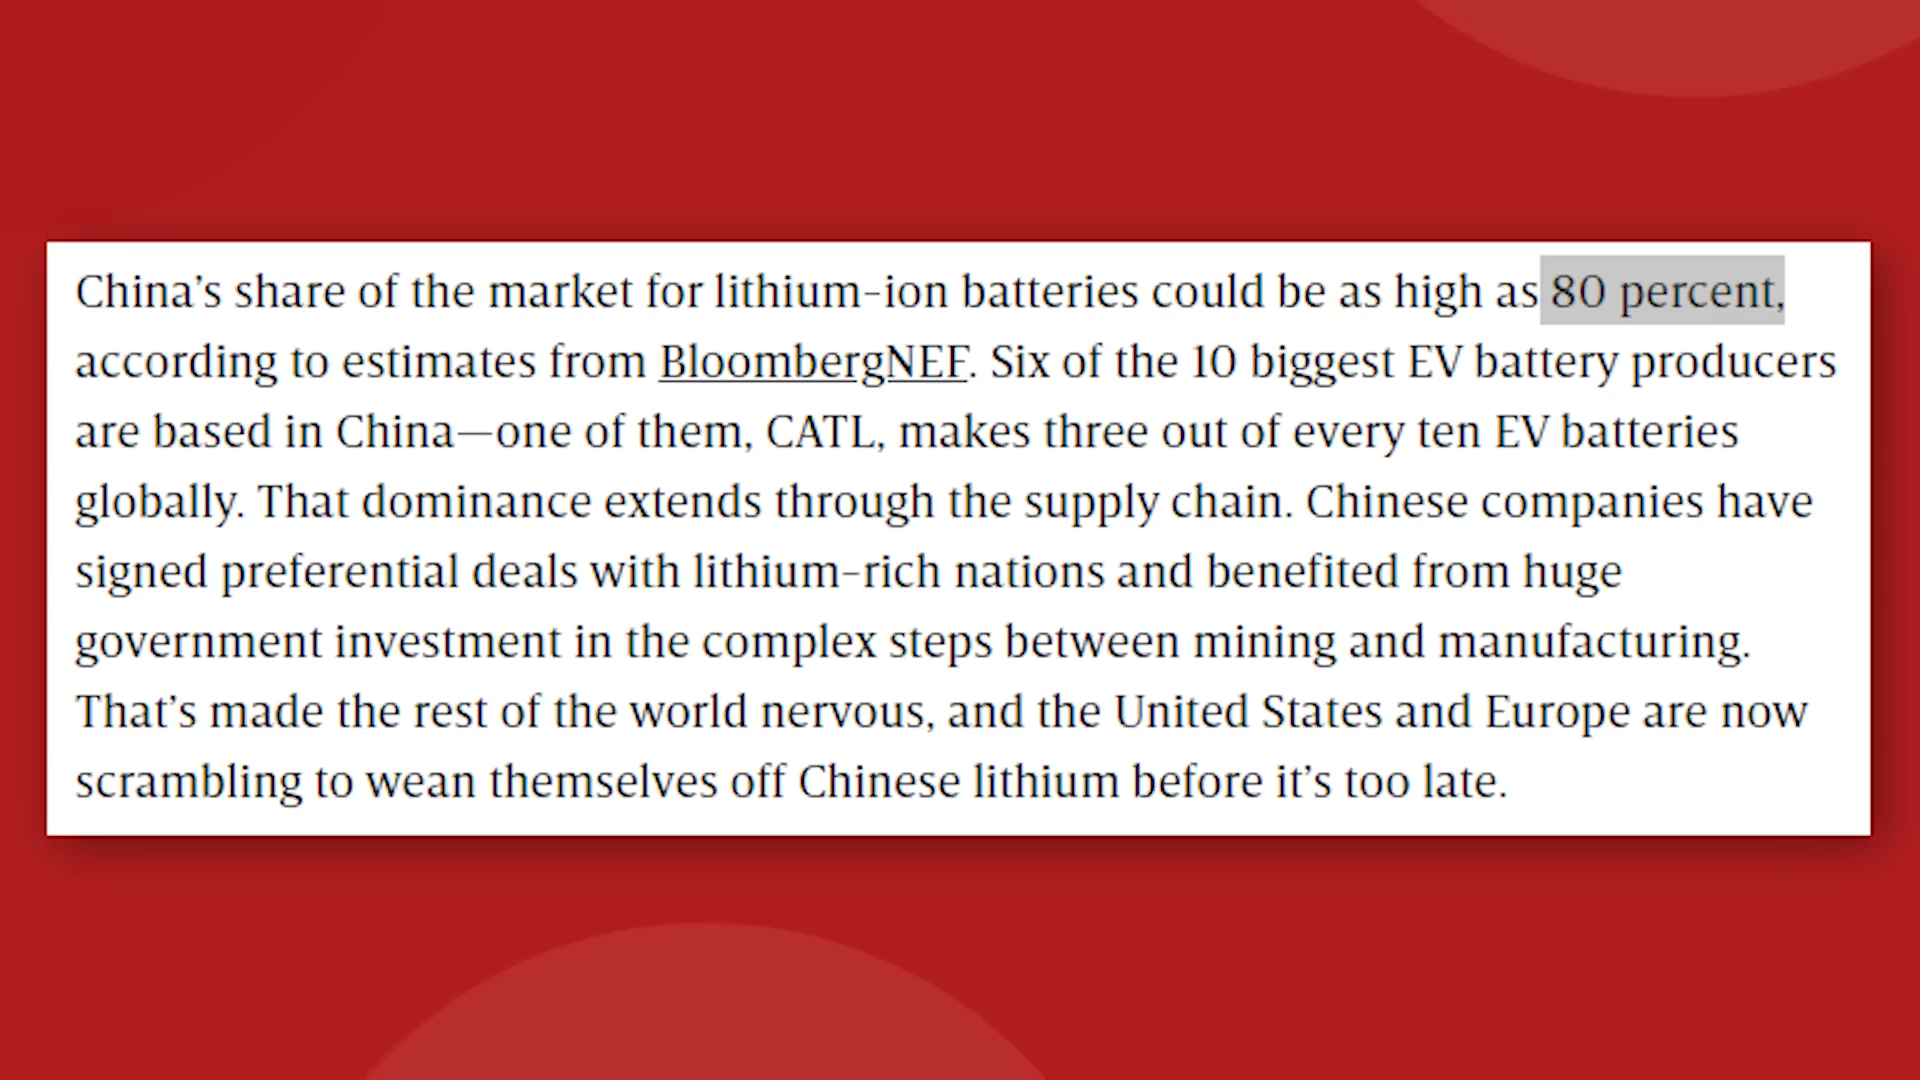 China’s share of the market for lithium-ion batteries could be as high as 80 percent,
according to estimates from BloombergNEF. Six of the 10 biggest EV battery producers
are based in China—one of them, CATL, makes three out of every ten EV batteries
globally. That dominance extends through the supply chain. Chinese companies have
signed preferential deals with lithium-rich nations and benefited from huge
government investment in the complex steps between mining and manufacturing.
That’s made the rest of the world nervous, and the United States and Europe are now
scrambling to wean themselves off Chinese lithium before it’s too late.